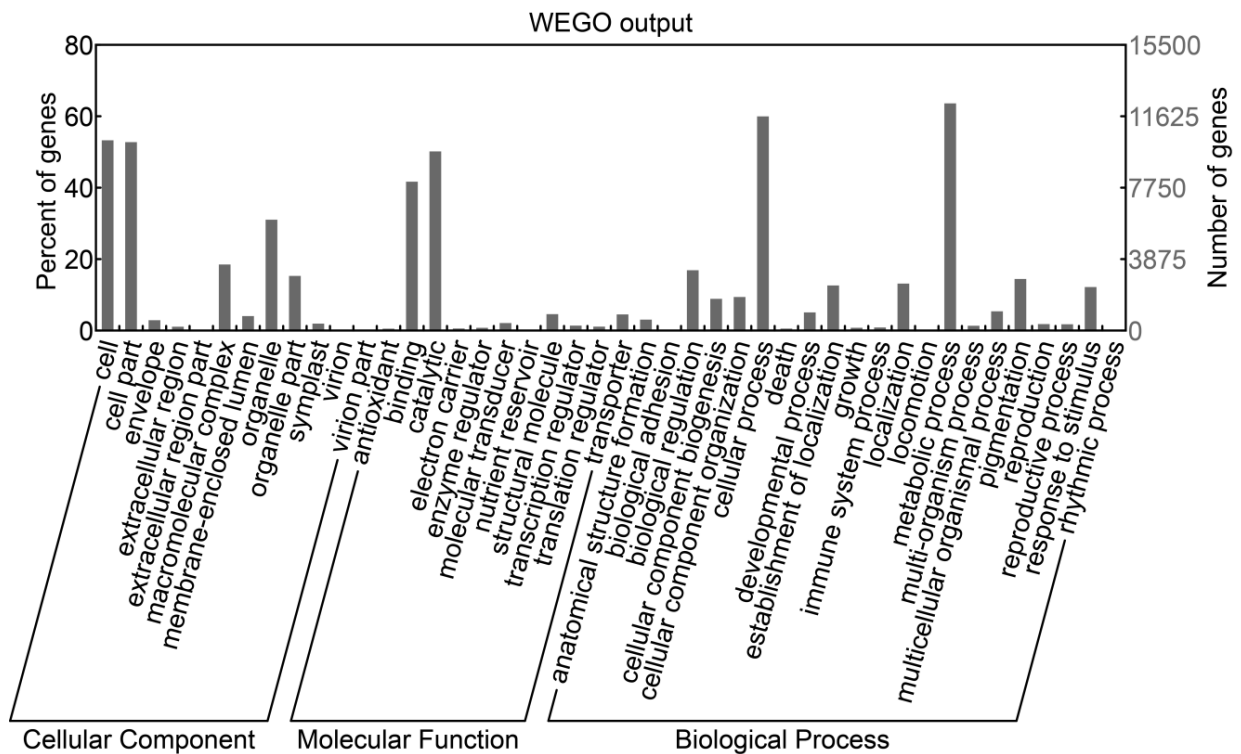 WEGO output
80
60
40
20
0
Percent of genes
15500
11625
7750
3875
0
Number of genes
cell
cell part
envelope
extracellular region
extracellular region part
macromolecular complex
membrane-enclosed lumen
organelle
organelle part
symplast
virion
virion part
antioxidant
binding
catalytic
electron carrier
enzyme regulator
molecular transducer
nutrient reservoir
structural molecule
transcription regulator
translation regulator
transporter
anatomical structure formation
biological adhesion
biological regulation
cellular component biogenesis
cellular component organization
cellular process
death
developmental process
establishment of localization
growth
immune system process
localization
locomotion
metabolic process
multi-organism process
multicellular organismal process
pigmentation
reproduction
reproductive process
response to stimulus
rhythmic process
Cellular Component
Molecular Function
Biological Process